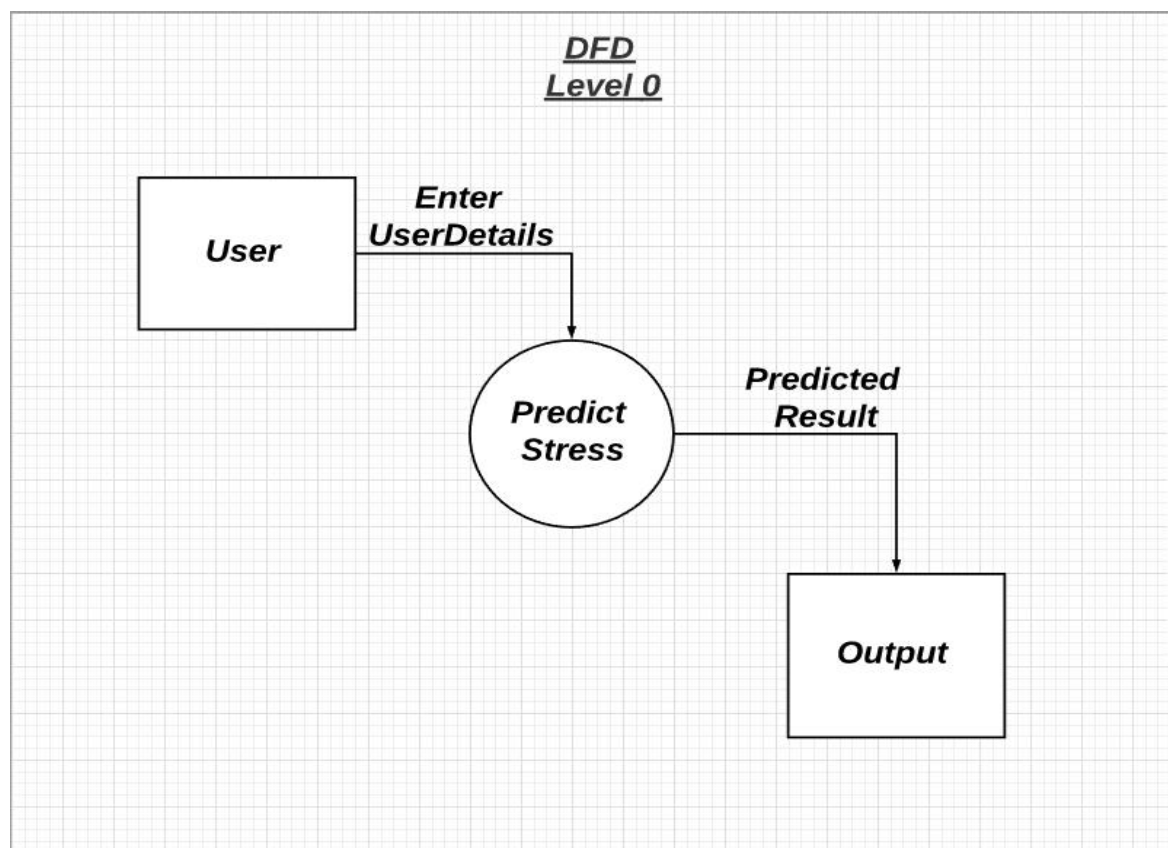 DFD
Level 0
User
Enter
UserDetails
Predict
Stress
Predicted
Result
Output